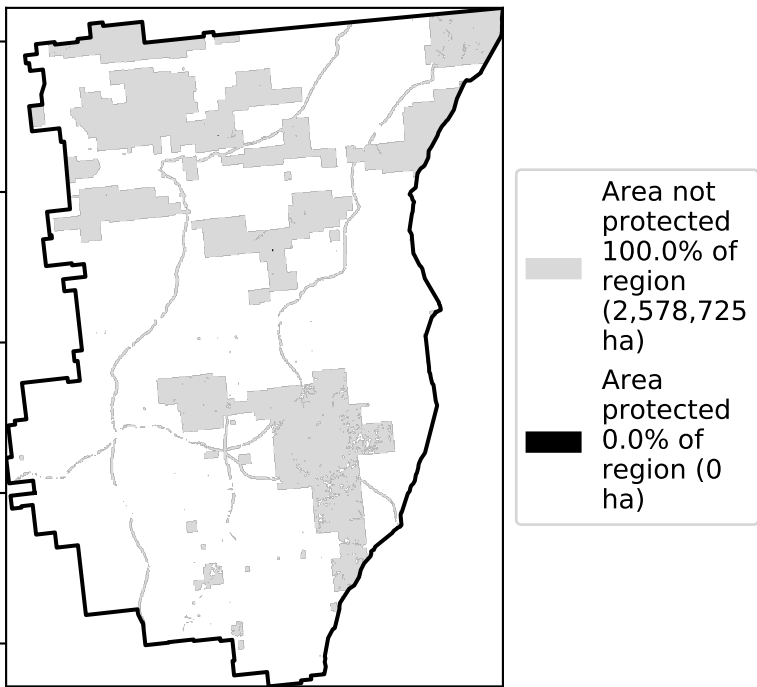 Area not
protected
100.0% of
region
(2,578,725
ha)
Area
protected
0.0% of
region (0
ha)